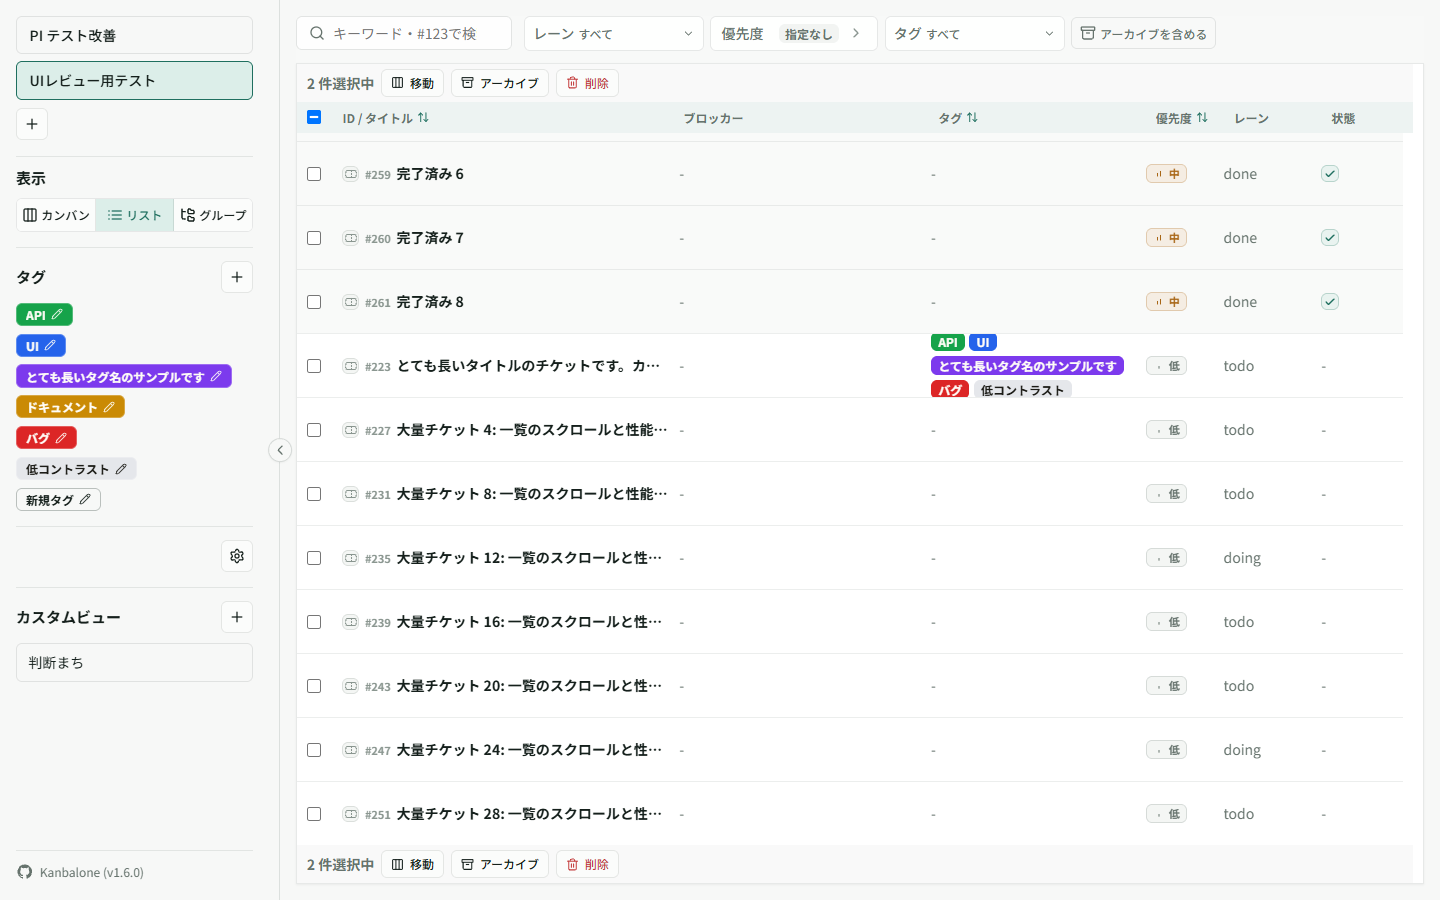 PI テスト改善
UIレビュー用テスト
表示
カンバン リスト グループ
タグ
API
UI
とても長いタグ名のサンプルです
ドキュメント
バグ
低コントラスト
新規タグ
カスタムビュー
判断まち
Kanbalone (v1.6.0)
キーワード・#123で検 レーン すべて 優先度 指定なし タグ すべて アーカイブを含める
2 件選択中 移動 アーカイブ 削除
ID / タイトル ブロッカー タグ 優先度 レーン 状態
#259 完了済み 6 - - 中 done
#260 完了済み 7 - - 中 done
#261 完了済み 8 - - 中 done
API UI
#223 とても長いタイトルのチケットです。カ… とても長いタグ名のサンプルです 低 todo
バグ 低コントラスト
#227 大量チケット 4: 一覧のスクロールと性能… - - 低 todo -
#231 大量チケット 8: 一覧のスクロールと性能… - - 低 todo -
#235 大量チケット 12: 一覧のスクロールと性… - - 低 doing -
#239 大量チケット 16: 一覧のスクロールと性… - - 低 todo -
#243 大量チケット 20: 一覧のスクロールと性… - - 低 todo -
#247 大量チケット 24: 一覧のスクロールと性… - - 低 doing -
#251 大量チケット 28: 一覧のスクロールと性… - - 低 todo -
2 件選択中 移動 アーカイブ 削除